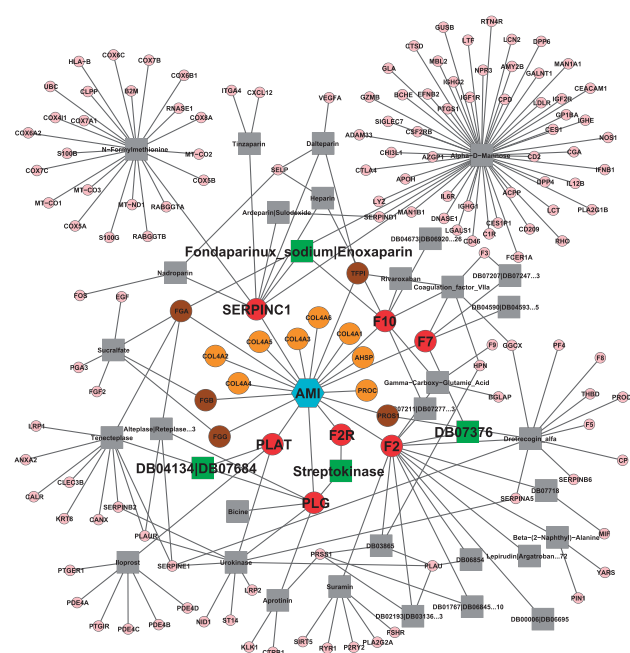 RTN4R
GUSB
LTF
LCN2
DPP6
CTSD
MBL2
NPR3
AMY2B
GALNT1
MAN1A1
GLA
IGHG2
BCHE
EFNB2
IGF1R
CPD
LDLR
IGF2R
CEACAM1
GZMB
PTGS1
GP1BA
IGHE
SIGLEC7
CSF2RB
CES1
NOS1
ADAM33
CHI3L1
AZGP1
Alpha-D-Mannose
CD2
CGA
CTLA4
APOH
ACPP
DPP4
IL12B
IFNB1
LYZ
IL6R
IGHG1
CES1P1
LCT
PLA2G1B
SERPIND1
MAN1B1
DNASE1
LGALS1
C1R
CD209
CD46
FCER1A
RHO
COX6C
COX7B
HLA-B
COX6B1
UBC
CLPP
B2M
RNASE1
COX4I1
COX7A1
COX8A
COX6A2
N-Formylmethionine
S100B
MT-CO2
COX7C
MT-CO3
COX5B
MT-CO1
MT-ND1
RABGGTA
COX5A
S100G
RABGGTB
ITGA4
CXCL12
VEGFA
Tinzaparin
Dalteparin
SELP
Heparin
Ardeparin|Sulodexide
Fondaparinux_sodium|Enoxaparin
DB04673|DB06920...26
F3
Nadroparin
TFPI
Rivaroxaban
Coagulation_factor_VIIa
DB07207|DB07247...3
FOS
EGF
FGA
SERPINC1
F10
DB04590|DB04593...5
COL4A6
COL4A3
COL4A1
F7
F9
GGCX
PF4
Sucralfate
COL4A5
COL4A2
AHSP
HPN
F8
PGA3
COL4A4
Gamma-Carboxy-Glutamic_Acid
THBD
PROC
FGF2
FGB
AMI
PROC
BGLAP
PROS1
07211|DB07277...3
F5
LRP1
Alteplase|Reteplase...3
FGG
PLAT
F2R
F2
DB07376
Drotrecogin_alfa
CP
Tenecteplase
ANXA2
DB04134|DB07684
Streptokinase
CLEC3B
CALR
SERPINB6
DB07718
SERPINA5
KRT8
CANX
SERPINB2
Bicine
PLG
MIF
PLAUR
Beta-(2-Naphthyl)-Alanine
DB03865
Iloprost
SERPINE1
Urokinase
PRSS1
PLAU
DB06854
Lepirudin|Argatroban...72
YARS
PTGER1
LRP2
Aprotinin
Suramin
DB01767|DB06845...10
PIN1
PDE4A
PDE4D
NID1
DB02193|DB03136...3
DB00006|DB06695
PTGIR
PDE4C
PDE4B
ST14
FSHR
KLK1
CTRB1
SIRT5
RYR1
P2RY2
PLA2G2A